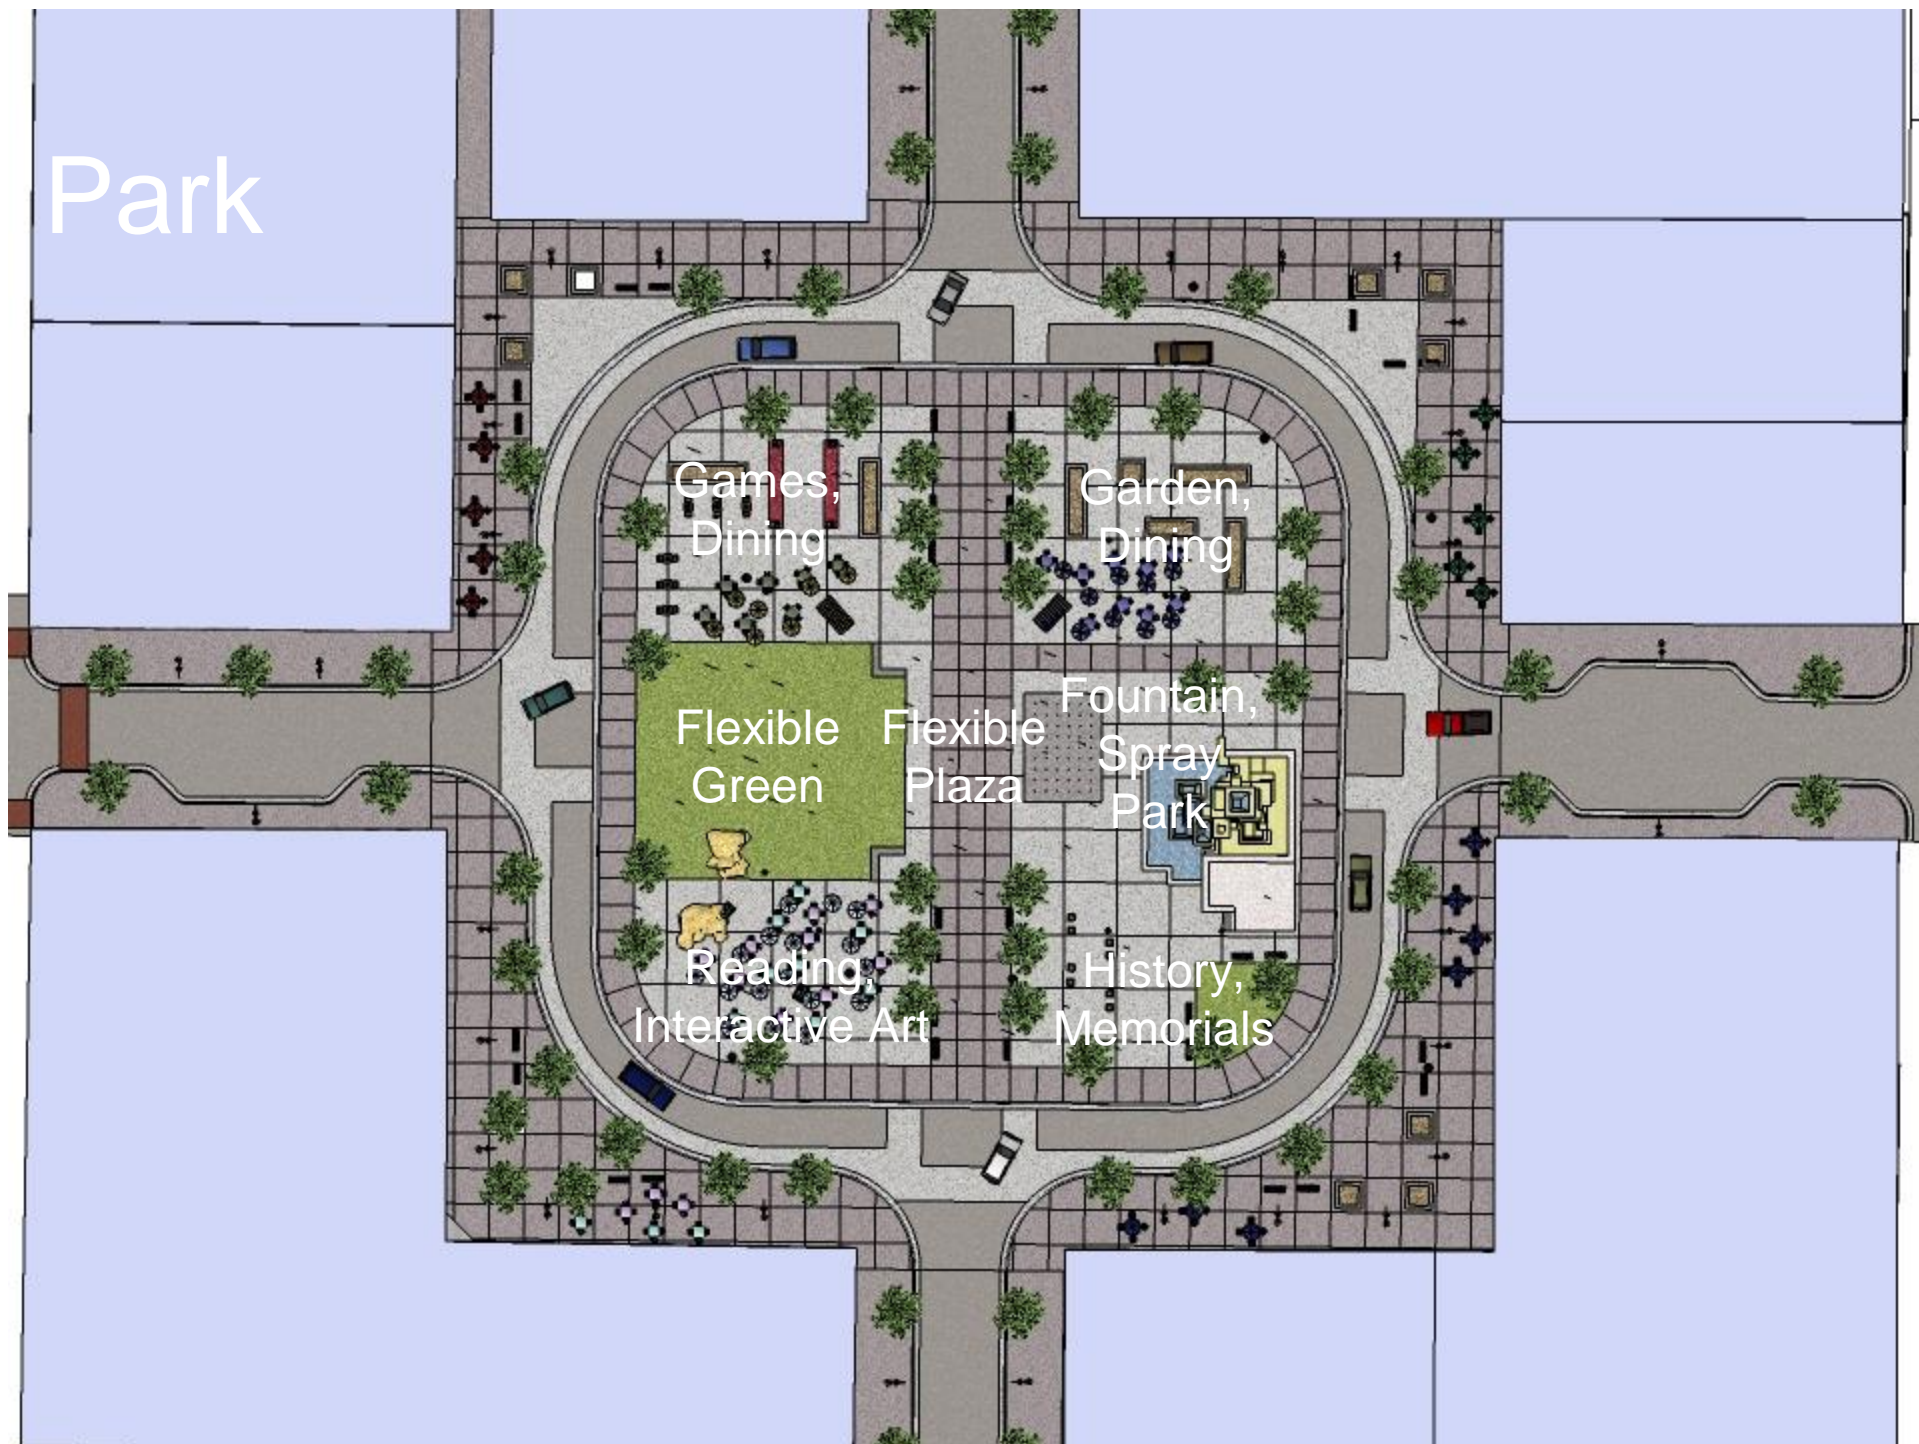 Park
Games,
Dining
Garden,
Dining
Flexible
Green
Flexible
Plaza
Fountain,
Spray
Park
Reading,
Interactive Art
History,
Memorials